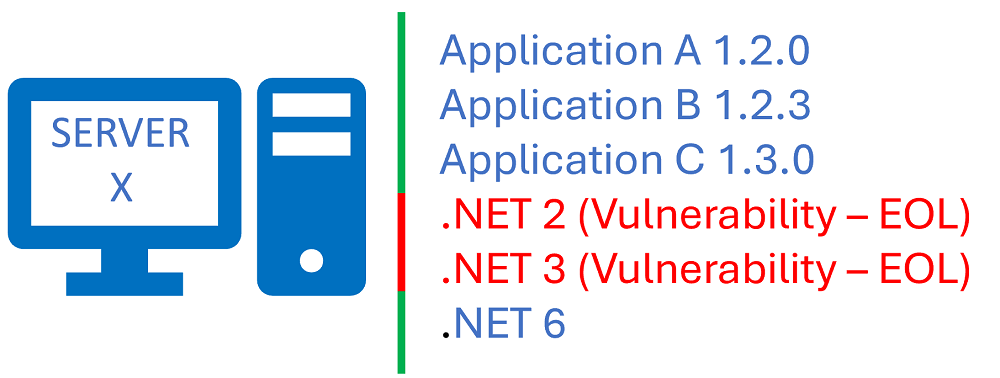 SERVER
X
Application A 1.2.0
Application B 1.2.3
Application C 1.3.0
.NET 2 (Vulnerability – EOL)
.NET 3 (Vulnerability – EOL)
.NET 6